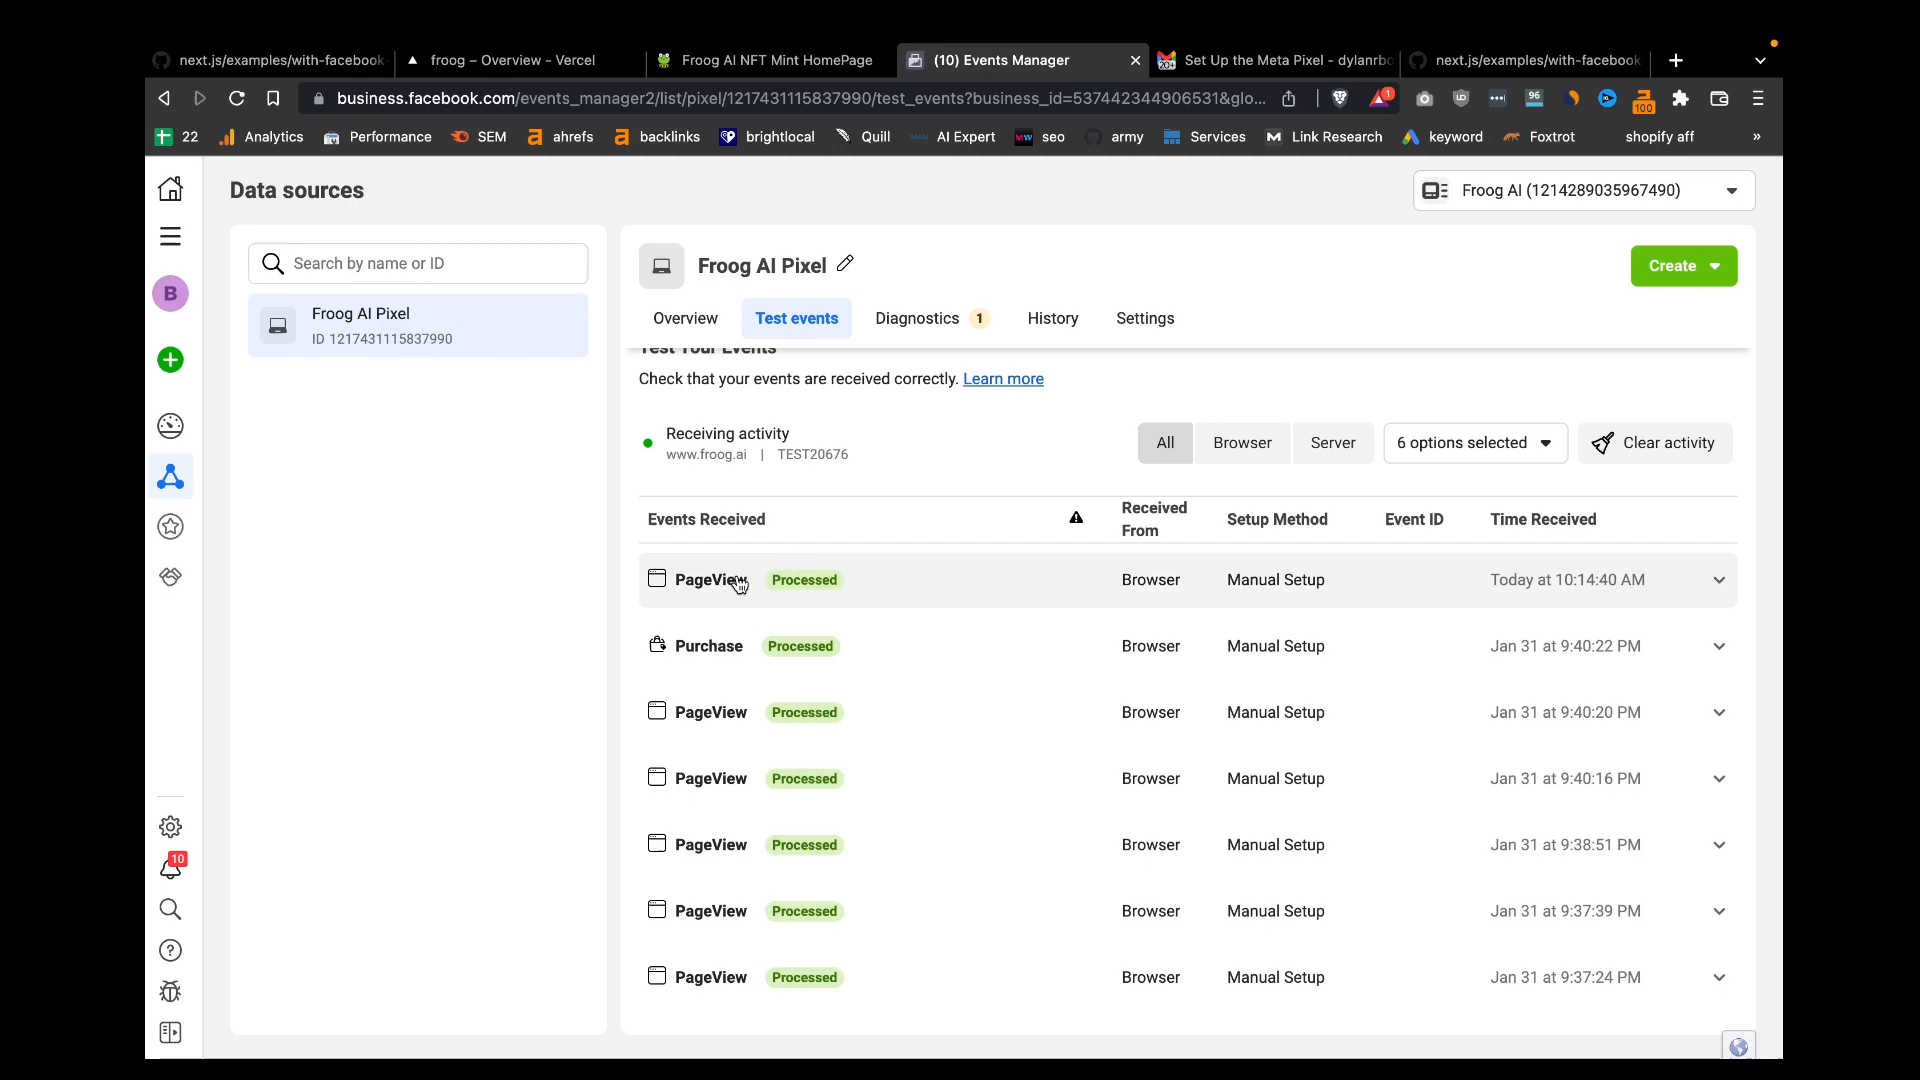 next.js/examples/with-facebook
froog – Overview – Vercel
Froog AI NFT Mint HomePage
(10) Events Manager
Set Up the Meta Pixel - dylanrbo
next.js/examples/with-facebook
business.facebook.com/events_manager2/list/pixel/1217431115837990/test_events?business_id=537442344906531&glo...
1
96
100
22
Analytics
Performance
SEM
ahrefs
backlinks
brightlocal
Quill
AI Expert
seo
army
Services
Link Research
keyword
Foxtrot
shopify aff
»
Data sources
Froog AI (1214289035967490)
B
10
Search by name or ID
Froog AI Pixel
ID 1217431115837990
Froog AI Pixel
Create
Overview
Test events
Diagnostics 1
History
Settings
Test Your Events
Check that your events are received correctly. Learn more
Receiving activity
www.froog.ai | TEST20676
All
Browser
Server
6 options selected
Clear activity
Events Received
Received From
Setup Method
Event ID
Time Received
PageView Processed Browser Manual Setup Today at 10:14:40 AM
Purchase Processed Browser Manual Setup Jan 31 at 9:40:22 PM
PageView Processed Browser Manual Setup Jan 31 at 9:40:20 PM
PageView Processed Browser Manual Setup Jan 31 at 9:40:16 PM
PageView Processed Browser Manual Setup Jan 31 at 9:38:51 PM
PageView Processed Browser Manual Setup Jan 31 at 9:37:39 PM
PageView Processed Browser Manual Setup Jan 31 at 9:37:24 PM